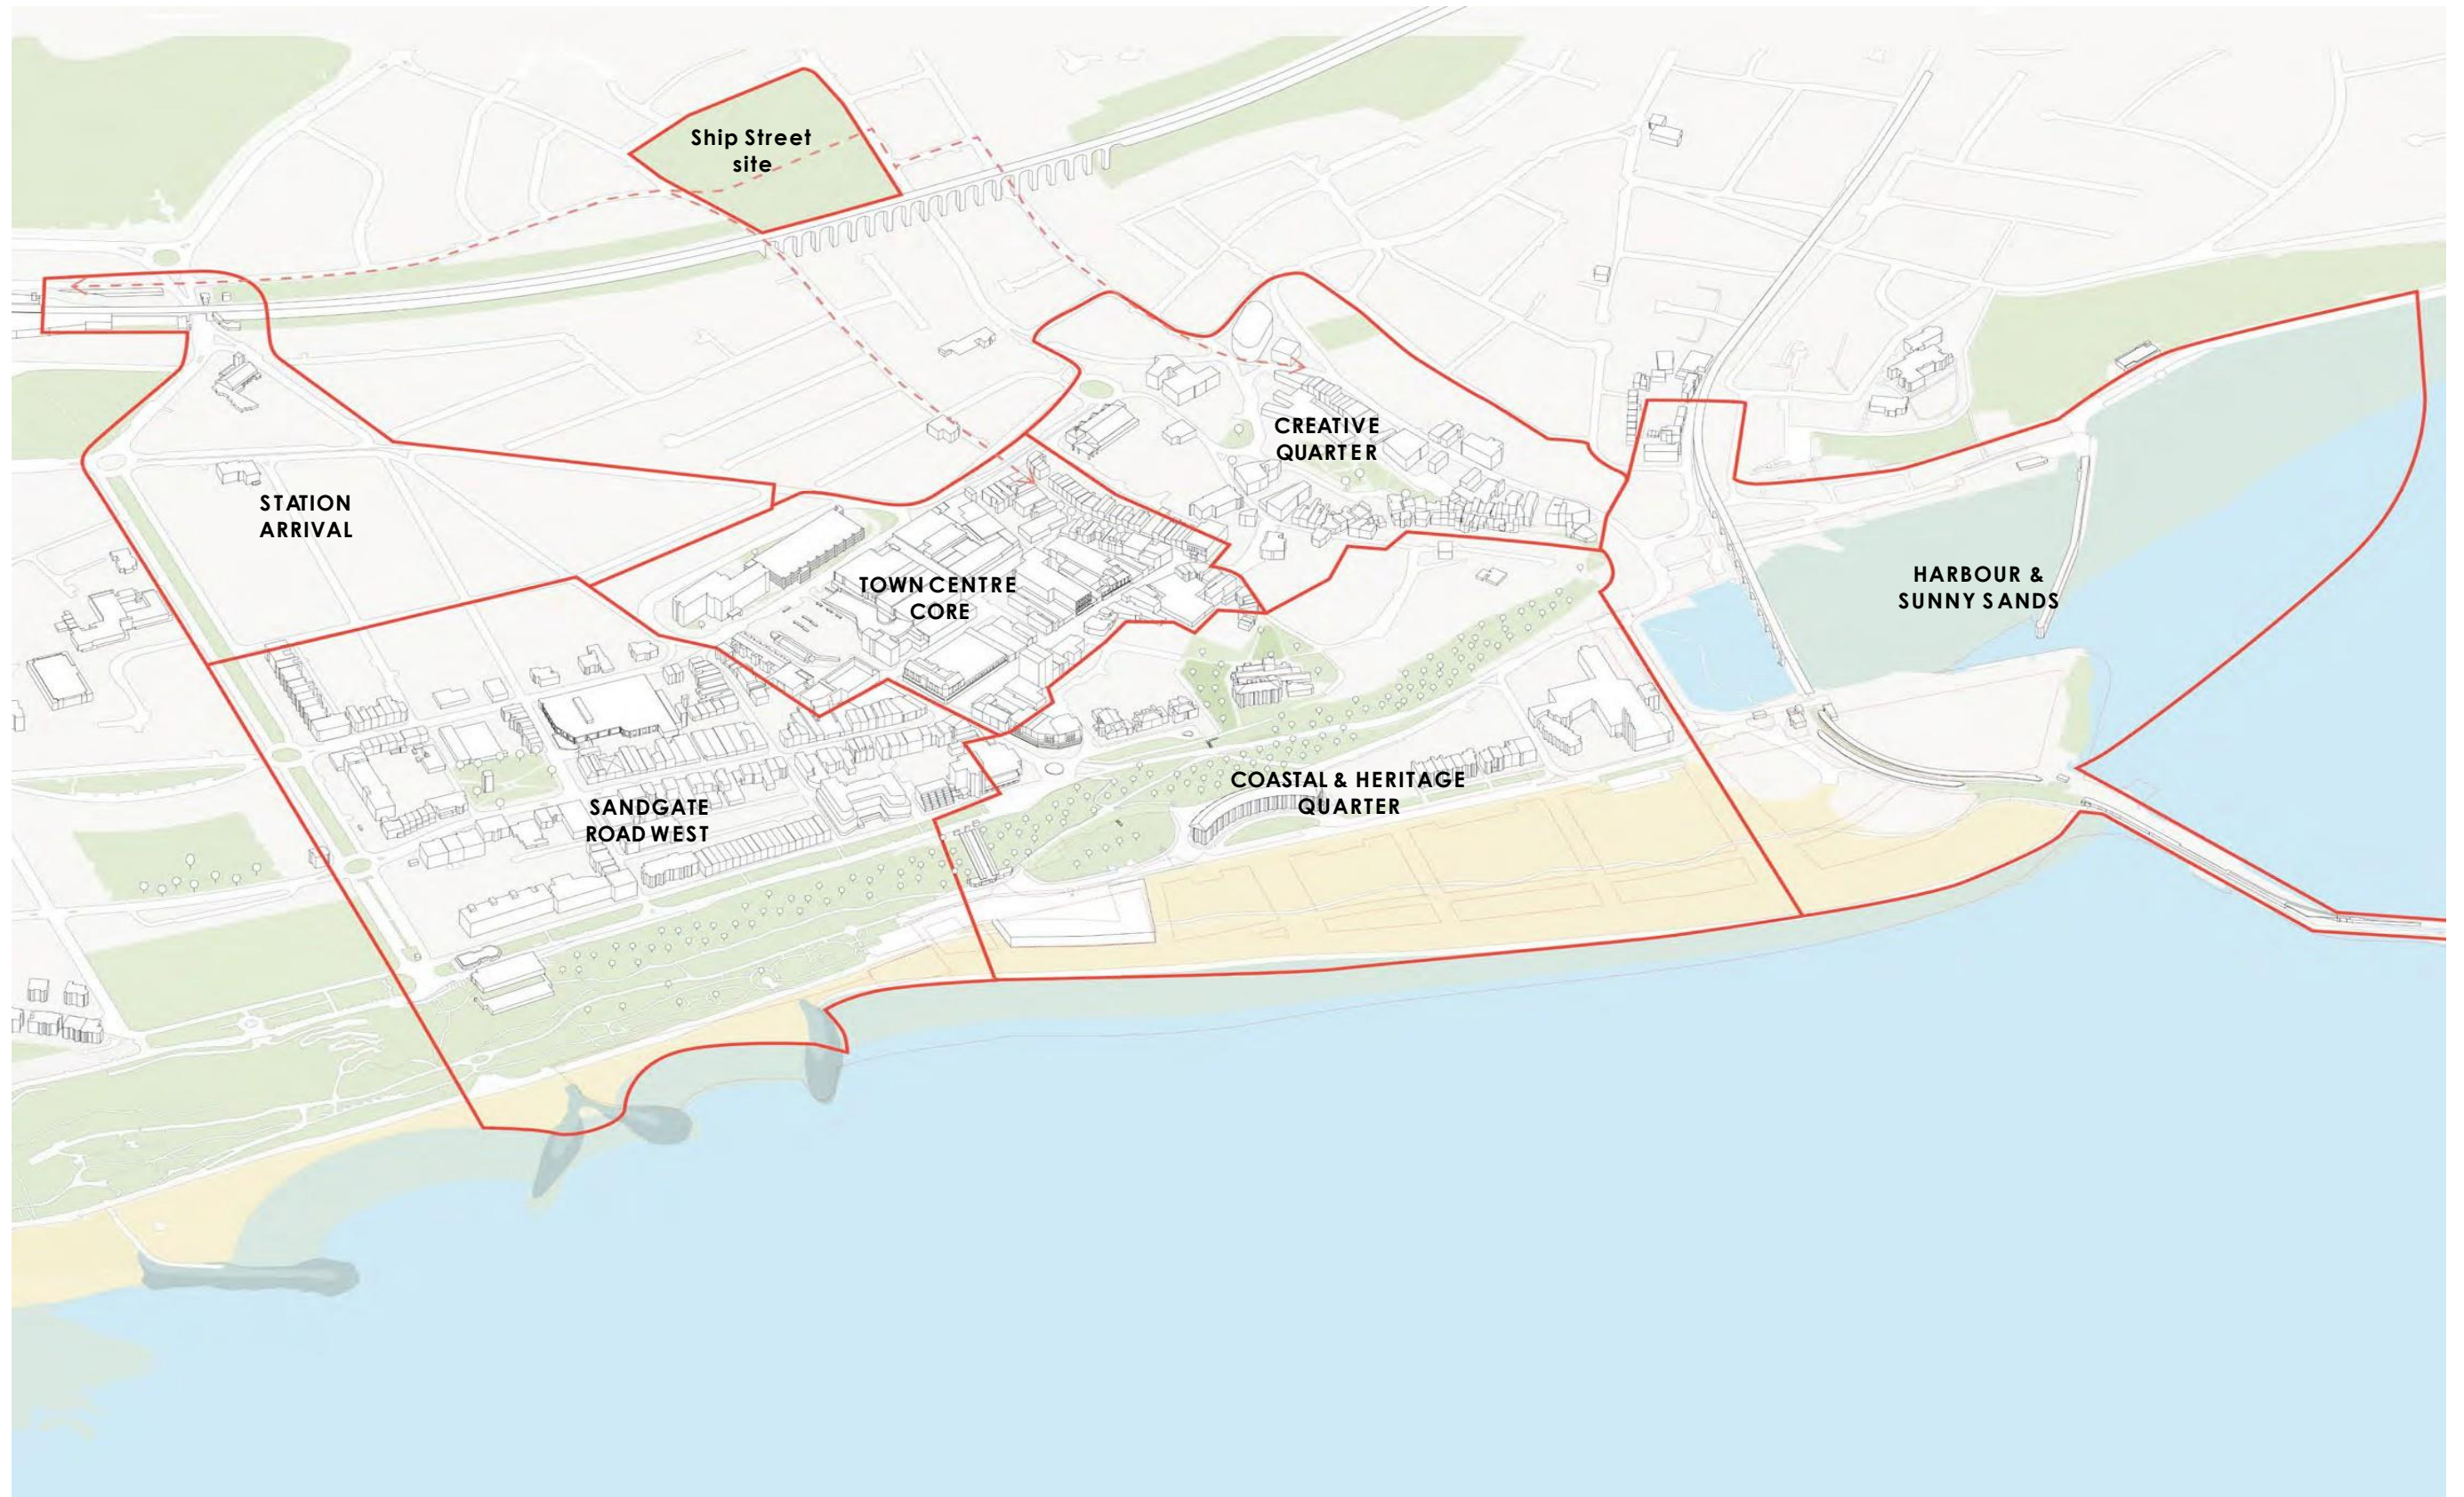 Ship Street
site
CREATIVE
QUARTER
STATION
ARRIVAL
TOWN CENTRE
CORE
HARBOUR &
SUNNY SANDS
COASTAL & HERITAGE
QUARTER
SANDGATE
ROAD WEST